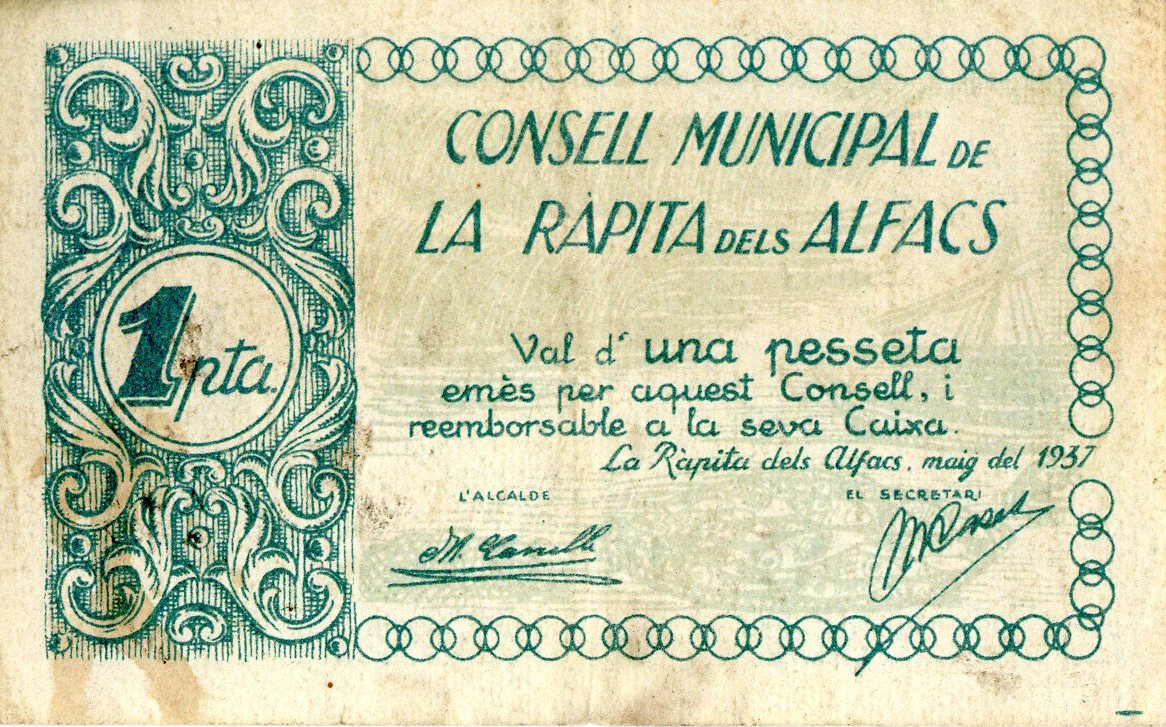 CONSELL MUNICIPAL DE
LA RÀPITA DELS ALFACS
1 pta.
Val d' una pesseta
emès per aquest Consell, i
reemborsable a la seva Caixa.
La Ràpita dels Alfacs, maig del 1937
L'ALCALDE
EL SECRETARI